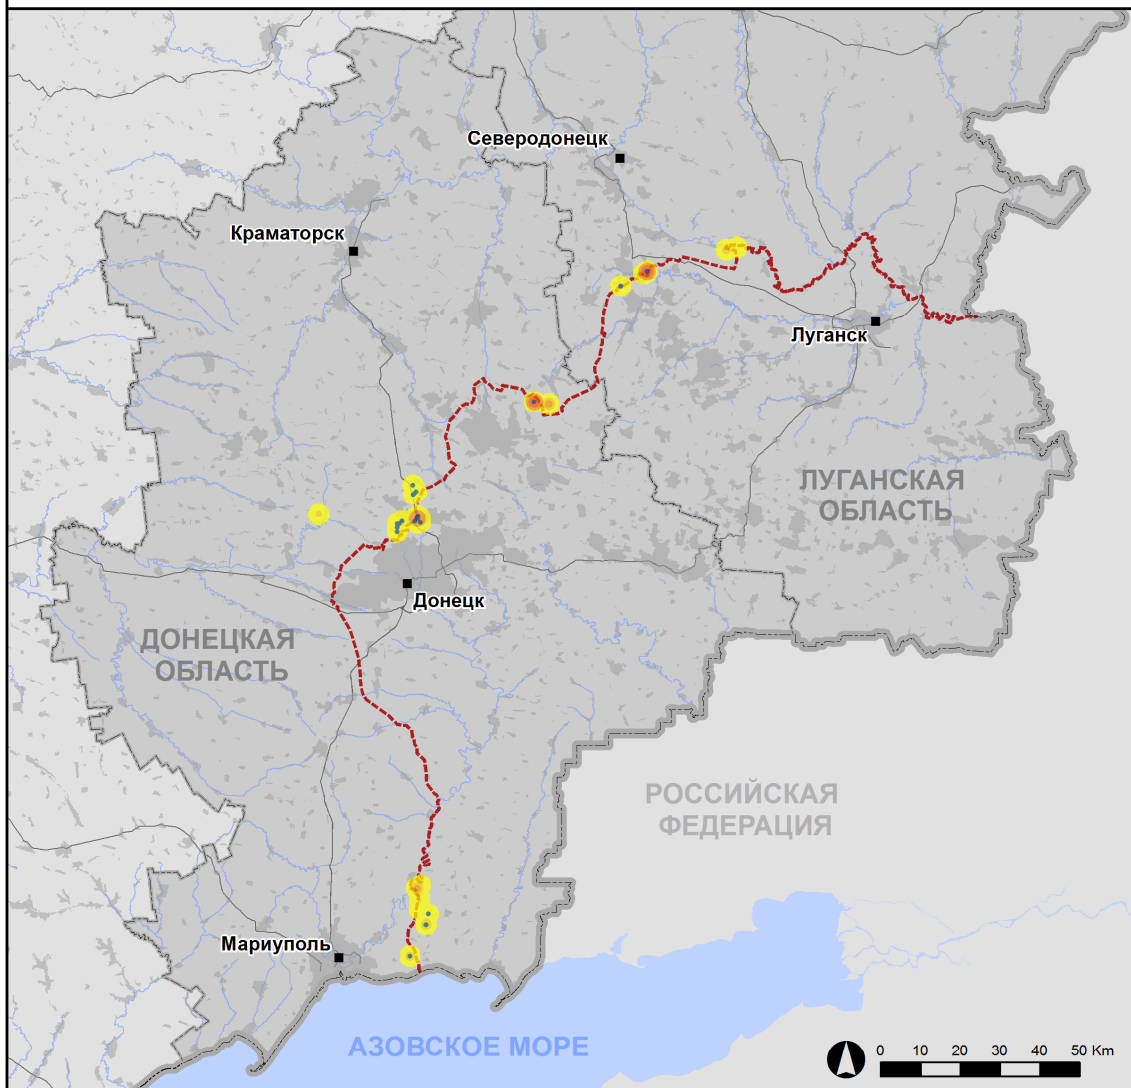 Северодонецк
Краматорск
Луганск
ЛУГАНСКАЯ
ОБЛАСТЬ
Донецк
ДОНЕЦКАЯ
ОБЛАСТЬ
РОССИЙСКАЯ
ФЕДЕРАЦИЯ
Мариуполь
АЗОВСКОЕ МОРЕ
0 10 20 30 40 50 Km